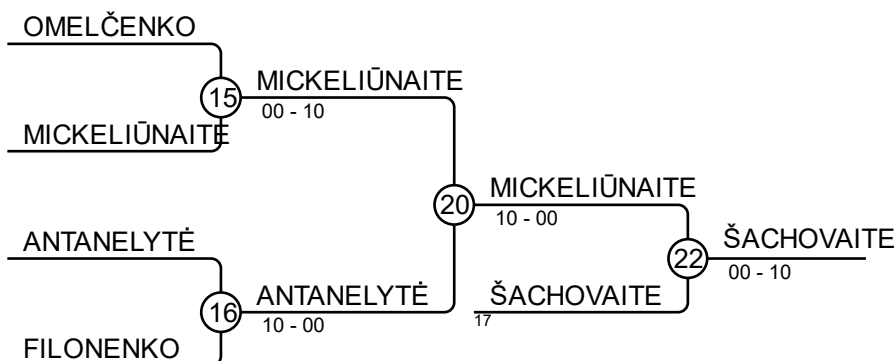 OMELČENKO
15
MICKELIŪNAITE
00 - 10
MICKELIŪNAITE
20
MICKELIŪNAITE
10 - 00
ANTANELYTĖ
22
ŠACHOVAITE
00 - 10
16
ANTANELYTĖ
10 - 00
ŠACHOVAITE
17
FILONENKO